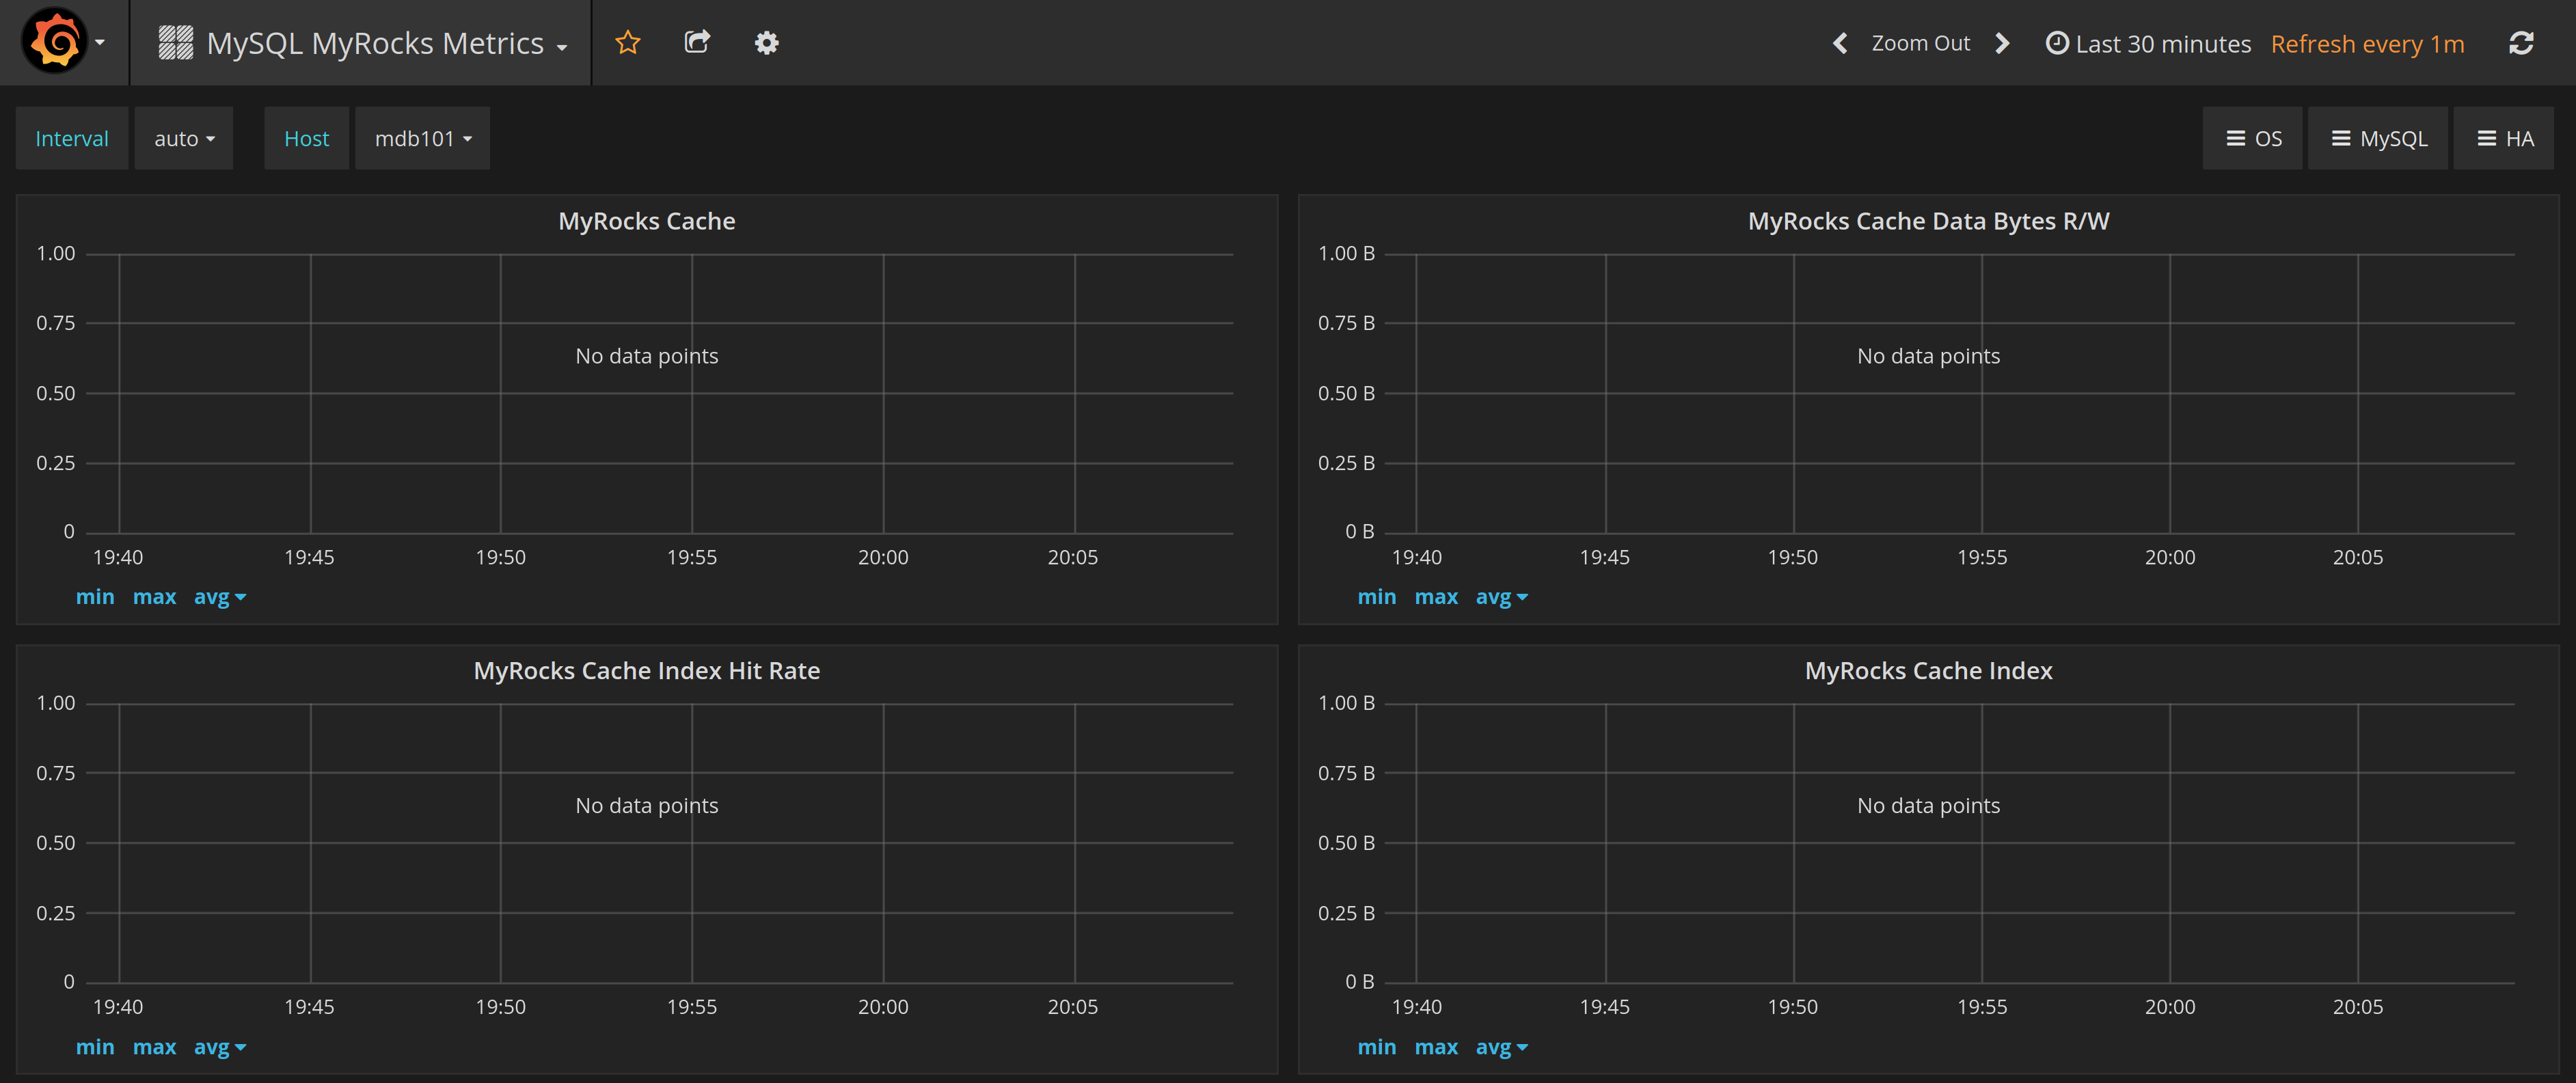 MySQL MyRocks Metrics
Zoom Out
Last 30 minutes
Refresh every 1m
Interval
auto
Host
mdb101
OS
MySQL
HA
MyRocks Cache
1.00
0.75
No data points
0.50
0.25
0
19:40 19:45 19:50 19:55 20:00 20:05
min max avg
MyRocks Cache Data Bytes R/W
1.00 B
0.75 B
No data points
0.50 B
0.25 B
0 B
19:40 19:45 19:50 19:55 20:00 20:05
min max avg
MyRocks Cache Index Hit Rate
1.00
0.75
No data points
0.50
0.25
0
19:40 19:45 19:50 19:55 20:00 20:05
min max avg
MyRocks Cache Index
1.00 B
0.75 B
No data points
0.50 B
0.25 B
0 B
19:40 19:45 19:50 19:55 20:00 20:05
min max avg